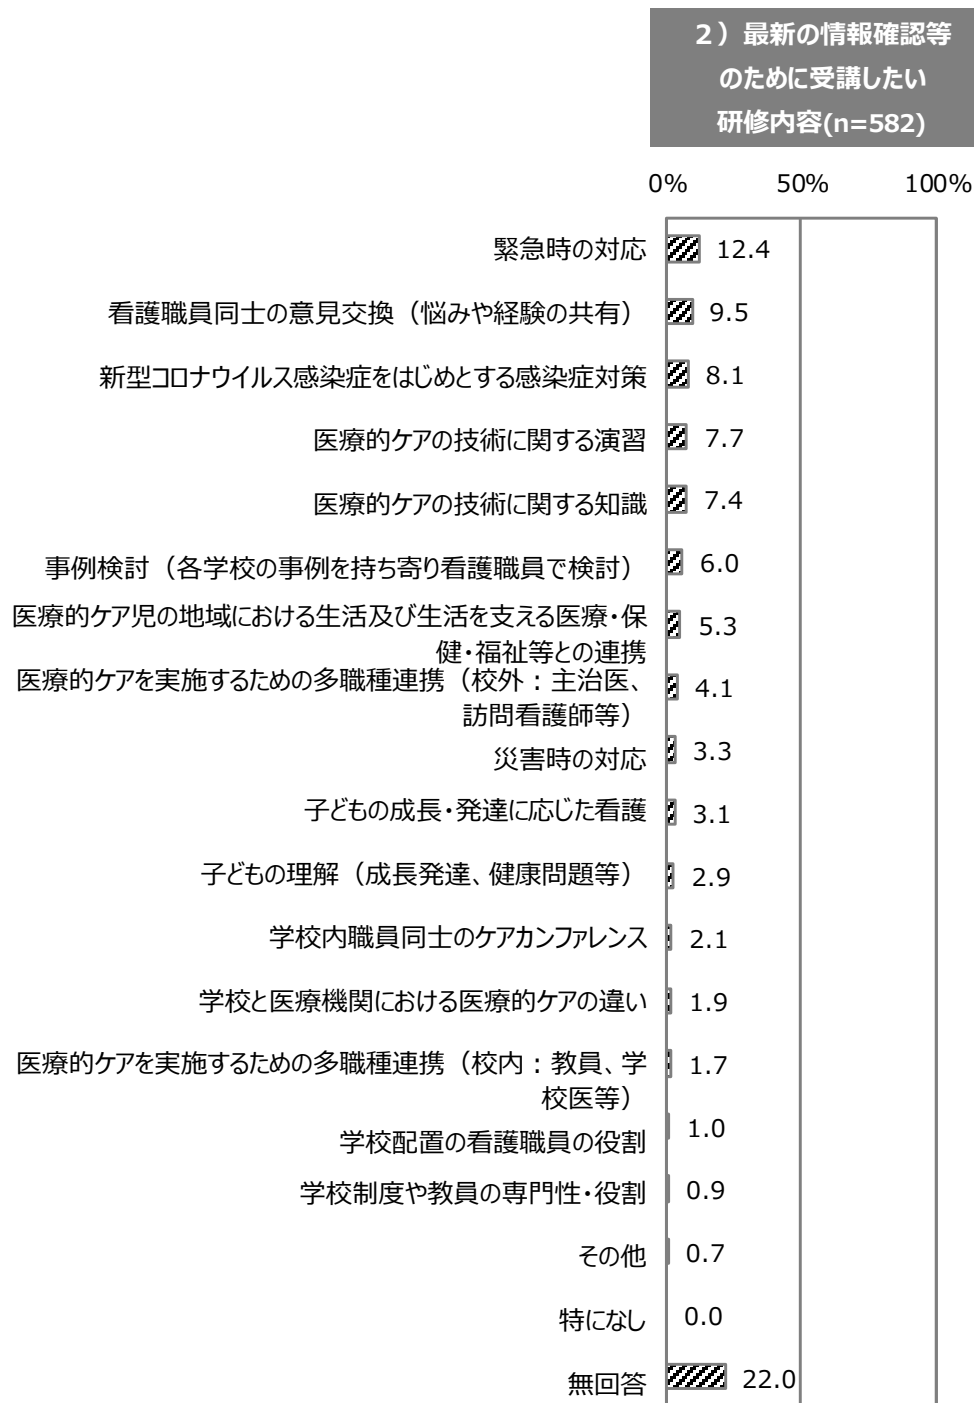 2）最新の情報確認等
のために受講したい
研修内容(n=582)
0% 50% 100%
緊急時の対応 12.4
看護職員同士の意見交換（悩みや経験の共有） 9.5
新型コロナウイルス感染症をはじめとする感染症対策 8.1
医療的ケアの技術に関する演習 7.7
医療的ケアの技術に関する知識 7.4
事例検討（各学校の事例を持ち寄り看護職員で検討） 6.0
医療的ケア児の地域における生活及び生活を支える医療・保
健・福祉等との連携 5.3
医療的ケアを実施するための多職種連携（校外：主治医、
訪問看護師等） 4.1
災害時の対応 3.3
子どもの成長・発達に応じた看護 3.1
子どもの理解（成長発達、健康問題等） 2.9
学校内職員同士のケアカンファレンス 2.1
学校と医療機関における医療的ケアの違い 1.9
医療的ケアを実施するための多職種連携（校内：教員、学
校医等） 1.7
学校配置の看護職員の役割 1.0
学校制度や教員の専門性・役割 0.9
その他 0.7
特になし 0.0
無回答 22.0